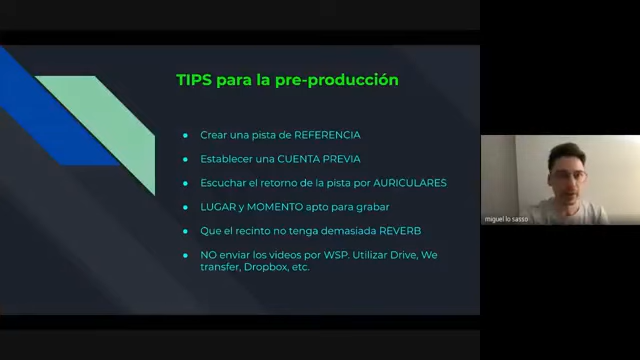 TIPS para la pre-producción
● Crear una pista de REFERENCIA
● Establecer una CUENTA PREVIA
● Escuchar el retorno de la pista por AURICULARES
● LUGAR y MOMENTO apto para grabar
● Que el recinto no tenga demasiada REVERB
● NO enviar los videos por WSP. Utilizar Drive, We
transfer, Dropbox, etc.
miguel lo sasso